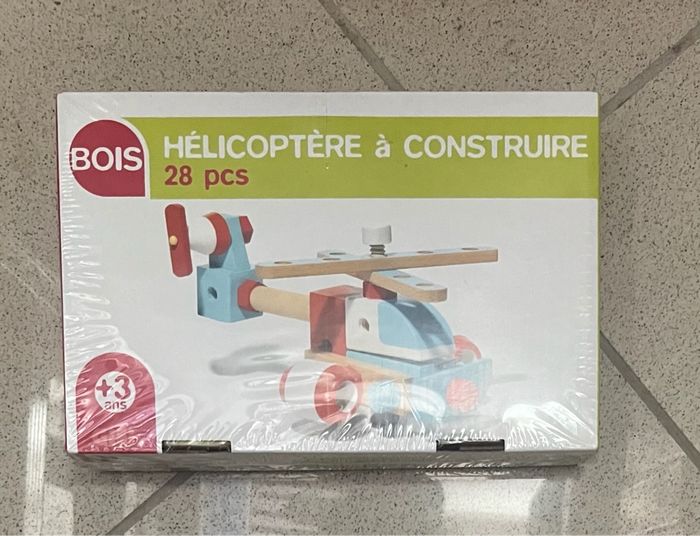 BOIS
HÉLICOPTÈRE à CONSTRUIRE
28 pcs
+3
ans